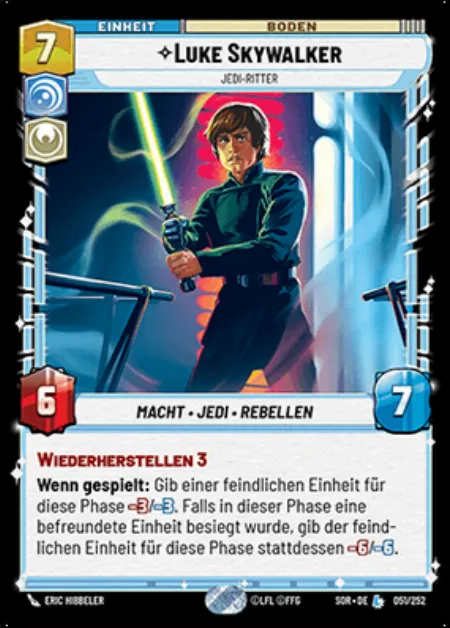 7
EINHEIT
BODEN
LUKE SKYWALKER
JEDI-RITTER
6
MACHT • JEDI • REBELLEN
7
WIEDERHERSTELLEN 3
Wenn gespielt: Gib einer feindlichen Einheit für
diese Phase -3/-3. Falls in dieser Phase eine
befreundete Einheit besiegt wurde, gib der feind-
lichen Einheit für diese Phase stattdessen -6/-6.
ERIC HIBBELER
©LFL ©FFG
SOR • DE L 051/252